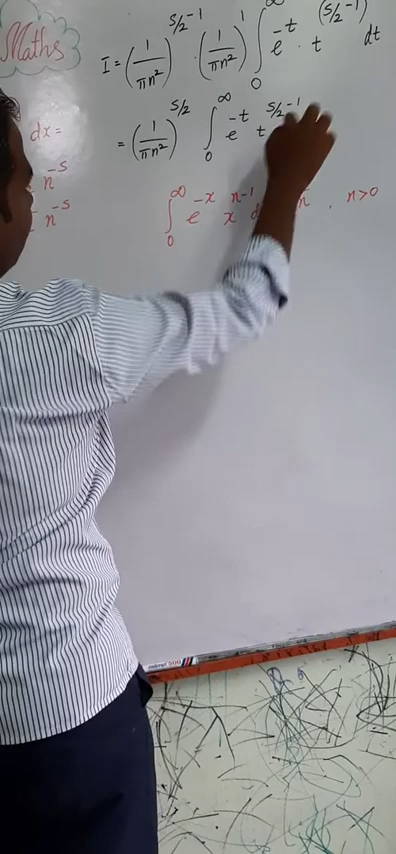 Maths
I = (1/πn²)^(s/2-1) · (1/πn²)^1 ∫₀^∞ e^(-t) · t^(s/2-1) dt
dx =
= (1/πn²)^(s/2) ∫₀^∞ e^(-t) t^(s/2-1)
n^(-s)
∫₀^∞ e^(-x) x^(n-1) , n>0
n^(-s)